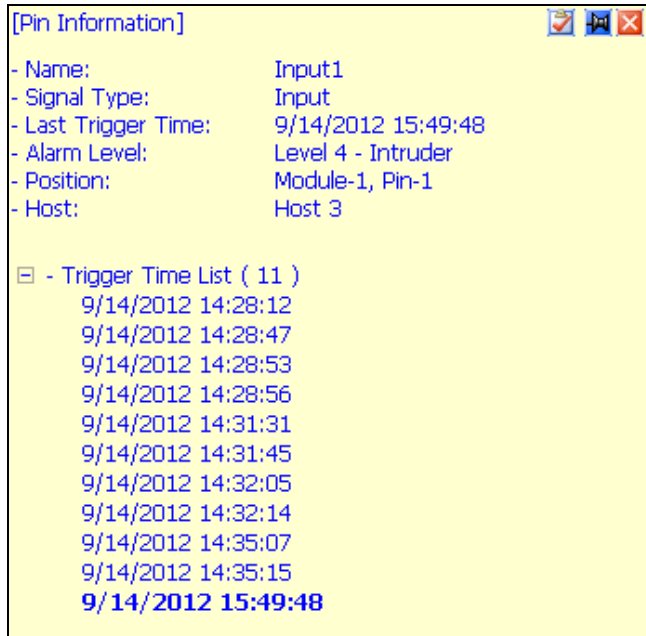 [Pin Information]
- Name: Input1
- Signal Type: Input
- Last Trigger Time: 9/14/2012 15:49:48
- Alarm Level: Level 4 - Intruder
- Position: Module-1, Pin-1
- Host: Host 3
- Trigger Time List ( 11 )
9/14/2012 14:28:12
9/14/2012 14:28:47
9/14/2012 14:28:53
9/14/2012 14:28:56
9/14/2012 14:31:31
9/14/2012 14:31:45
9/14/2012 14:32:05
9/14/2012 14:32:14
9/14/2012 14:35:07
9/14/2012 14:35:15
9/14/2012 15:49:48